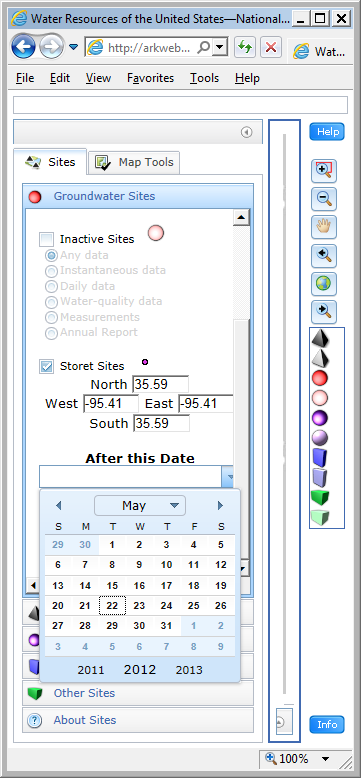 Water Resources of the United States—National...
http://arkweb...
Wat...
File Edit View Favorites Tools Help
Help
Sites Map Tools
Groundwater Sites
Inactive Sites
Any data
Instantaneous data
Daily data
Water-quality data
Measurements
Annual Report
Storet Sites
North 35.59
West -95.41 East -95.41
South 35.59
After this Date
May
S M T W T F S
29 30 1 2 3 4 5
6 7 8 9 10 11 12
13 14 15 16 17 18 19
20 21 22 23 24 25 26
27 28 29 30 31 1 2
3 4 5 6 7 8 9
2011 2012 2013
Other Sites
About Sites
Info
100%